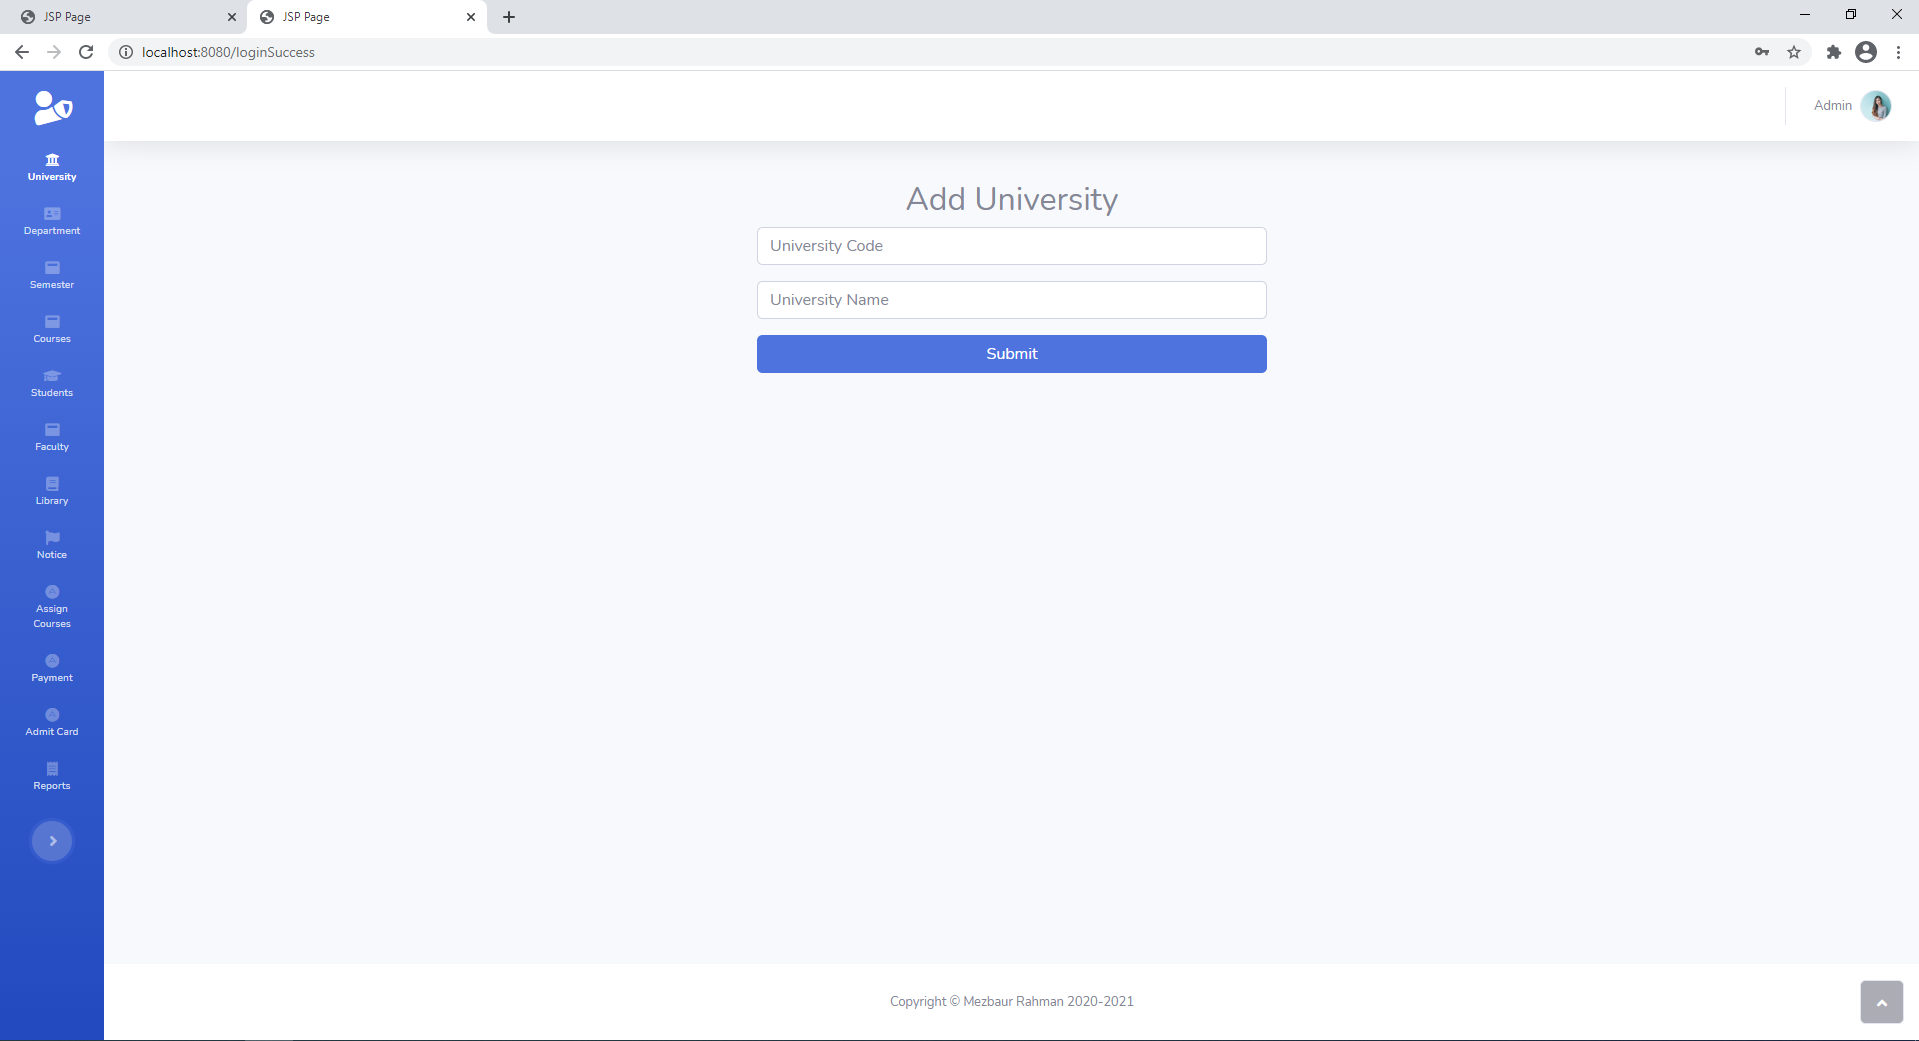 JSP Page
JSP Page
localhost:8080/loginSuccess
Admin
University
Department
Semester
Courses
Students
Faculty
Library
Notice
Assign
Courses
Payment
Admit Card
Reports
Add University
University Code
University Name
Submit
Copyright © Mezbaur Rahman 2020-2021